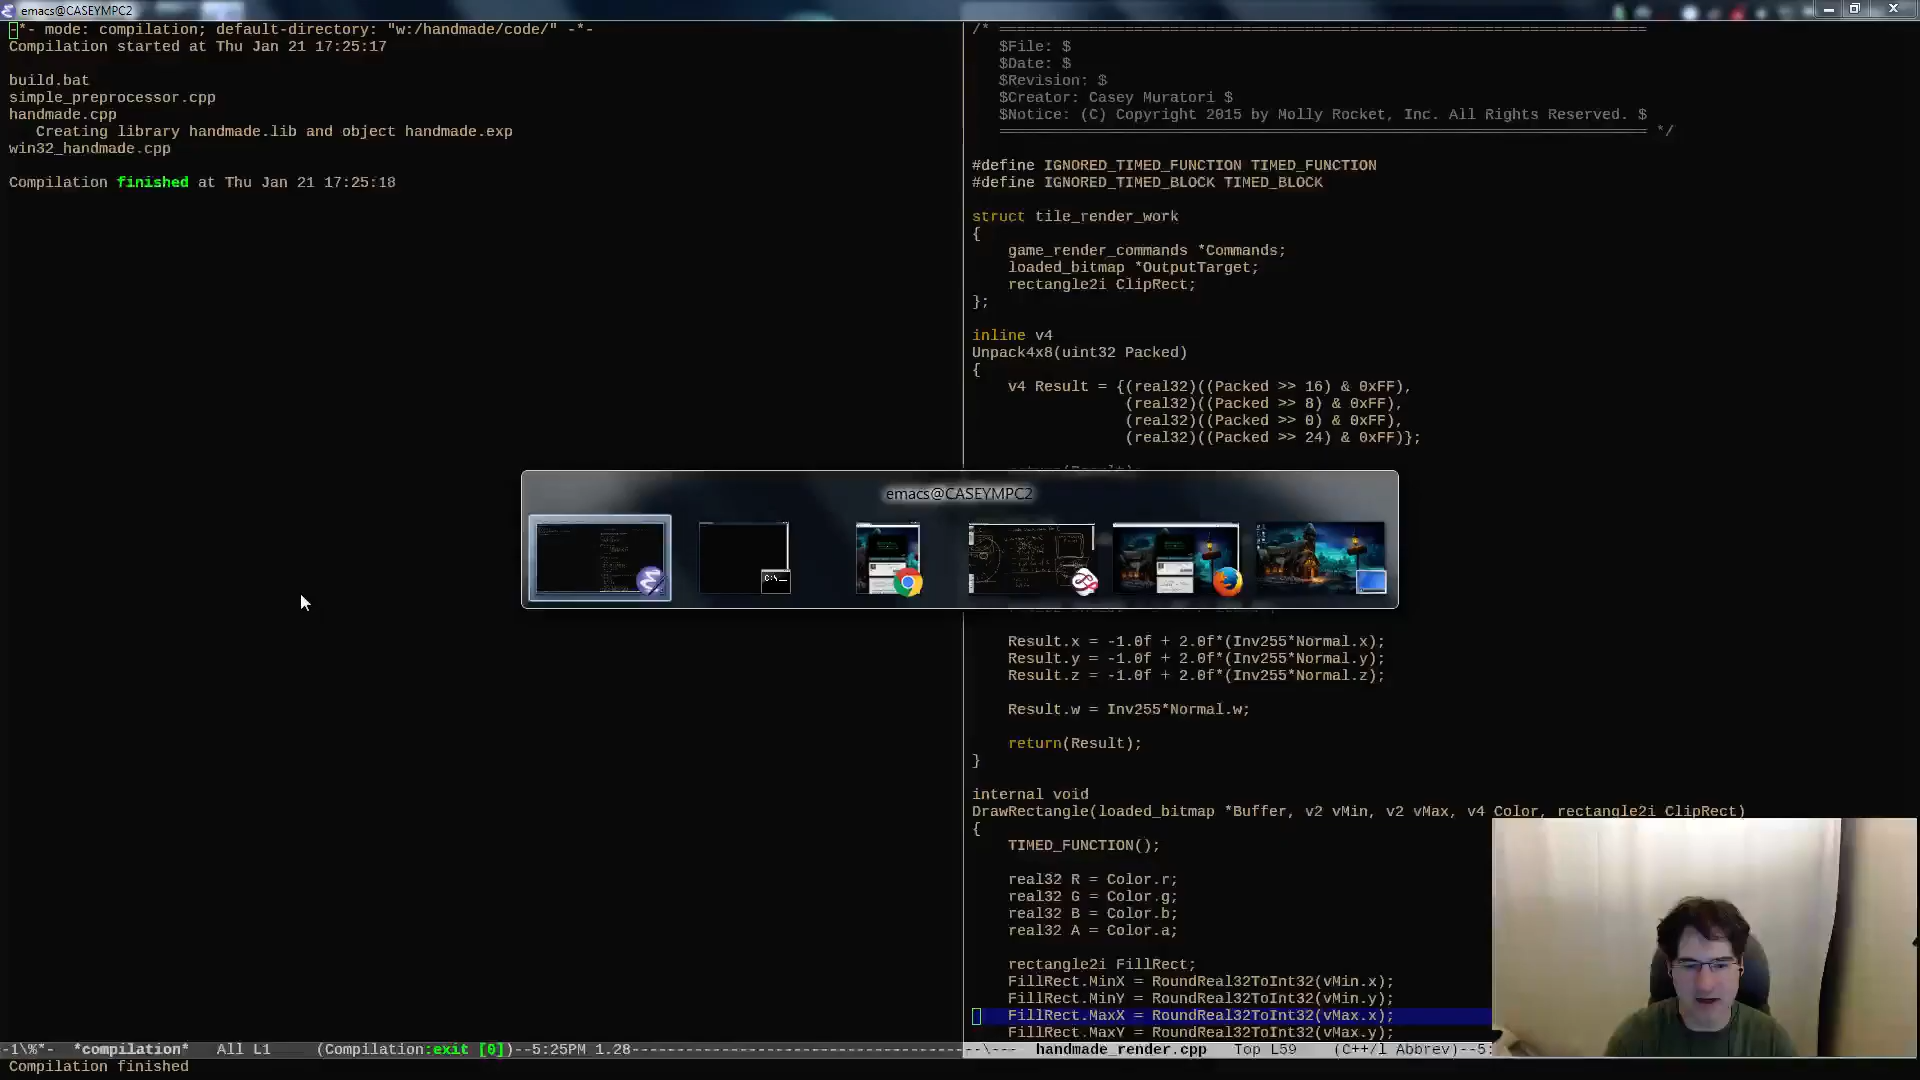 emacs@CASEYMPC2
-*- mode: compilation; default-directory: "w:/handmade/code/" -*-
Compilation started at Thu Jan 21 17:25:17
build.bat
simple_preprocessor.cpp
handmade.cpp
Creating library handmade.lib and object handmade.exp
win32_handmade.cpp
Compilation finished at Thu Jan 21 17:25:18
-1\%*- *compilation* All L1 (Compilation:exit [0])--5:25PM 1.28
Compilation finished
/* ========================================================================
$File: $
$Date: $
$Revision: $
$Creator: Casey Muratori $
$Notice: (C) Copyright 2015 by Molly Rocket, Inc. All Rights Reserved. $
======================================================================== */
#define IGNORED_TIMED_FUNCTION TIMED_FUNCTION
#define IGNORED_TIMED_BLOCK TIMED_BLOCK
struct tile_render_work
{
game_render_commands *Commands;
loaded_bitmap *OutputTarget;
rectangle2i ClipRect;
};
inline v4
Unpack4x8(uint32 Packed)
{
v4 Result = {(real32)((Packed >> 16) & 0xFF),
(real32)((Packed >> 8) & 0xFF),
(real32)((Packed >> 0) & 0xFF),
(real32)((Packed >> 24) & 0xFF)};
emacs@CASEYMPC2
C:\
Result.x = -1.0f + 2.0f*(Inv255*Normal.x);
Result.y = -1.0f + 2.0f*(Inv255*Normal.y);
Result.z = -1.0f + 2.0f*(Inv255*Normal.z);
Result.w = Inv255*Normal.w;
return(Result);
}
internal void
DrawRectangle(loaded_bitmap *Buffer, v2 vMin, v2 vMax, v4 Color, rectangle2i ClipRect)
{
TIMED_FUNCTION();
real32 R = Color.r;
real32 G = Color.g;
real32 B = Color.b;
real32 A = Color.a;
rectangle2i FillRect;
FillRect.MinX = RoundReal32ToInt32(vMin.x);
FillRect.MinY = RoundReal32ToInt32(vMin.y);
FillRect.MaxX = RoundReal32ToInt32(vMax.x);
FillRect.MaxY = RoundReal32ToInt32(vMax.y);
--\--- handmade_render.cpp Top L59 (C++/l Abbrev)--5: